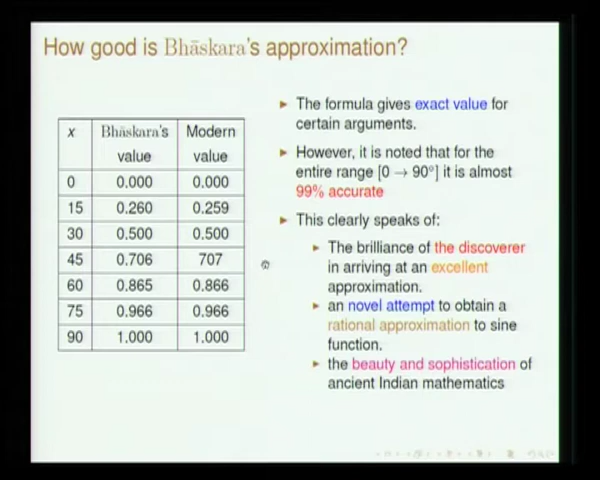 How good is Bhāskara's approximation?
x Bhāskara's Modern
value value
0 0.000 0.000
15 0.260 0.259
30 0.500 0.500
45 0.706 707
60 0.865 0.866
75 0.966 0.966
90 1.000 1.000
► The formula gives exact value for
certain arguments.
► However, it is noted that for the
entire range [0 → 90°] it is almost
99% accurate
► This clearly speaks of:
► The brilliance of the discoverer
in arriving at an excellent
approximation.
► an novel attempt to obtain a
rational approximation to sine
function.
► the beauty and sophistication of
ancient Indian mathematics